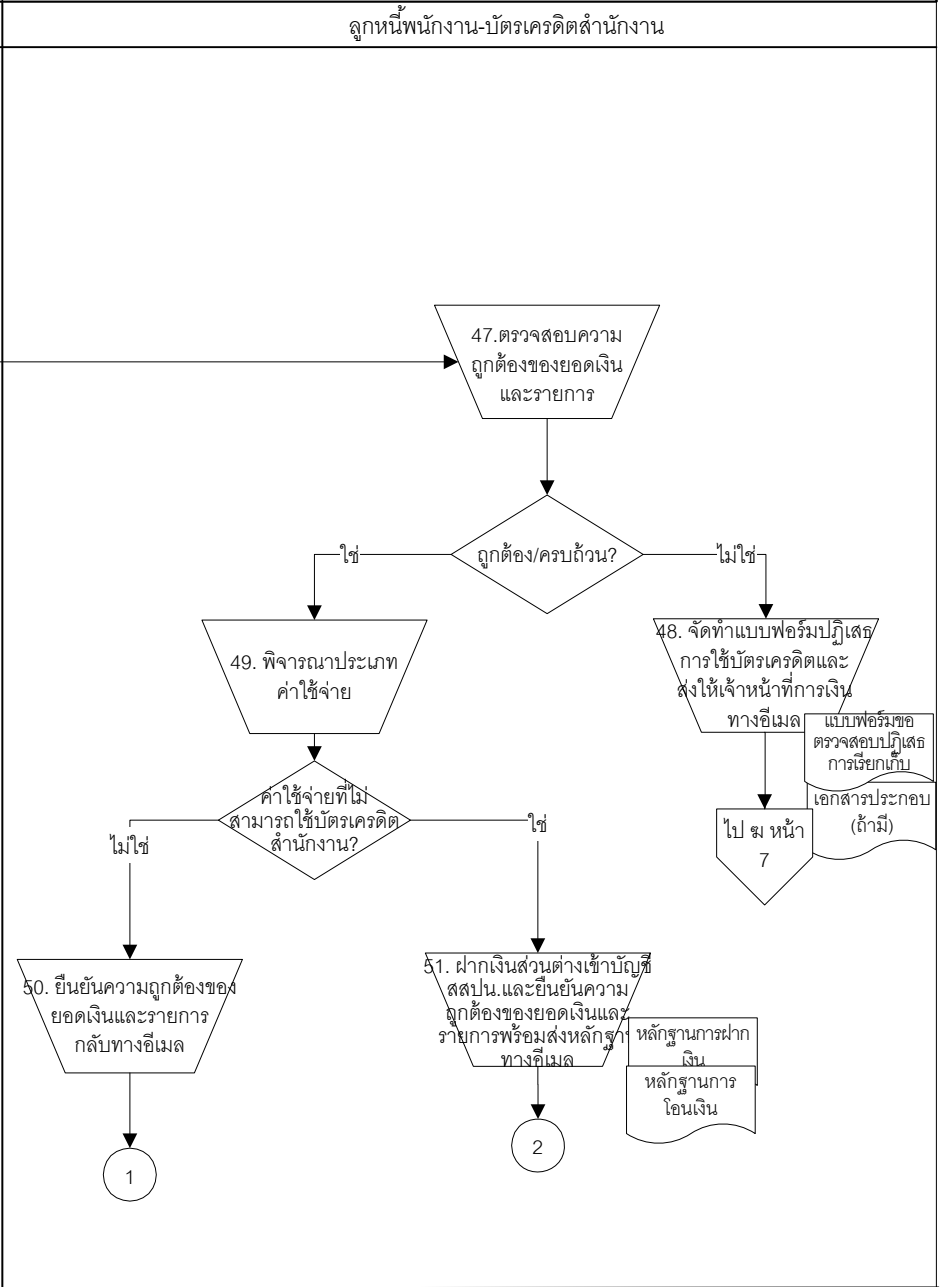 ลูกหนี้พนักงาน-บัตรเครดิตสำนักงาน
47.ตรวจสอบความ
ถูกต้องของยอดเงิน
และรายการ
ถูกต้อง/ครบถ้วน?
ใช่
ไม่ใช่
49. พิจารณาประเภท
ค่าใช้จ่าย
48. จัดทำแบบฟอร์มปฏิเสธ
การใช้บัตรเครดิตและ
ส่งให้เจ้าหน้าที่การเงิน
ทางอีเมล
แบบฟอร์มขอ
ตรวจสอบปฏิเสธ
การเรียกเก็บ
เอกสารประกอบ
(ถ้ามี)
ไป ฆ หน้า
7
ค่าใช้จ่ายที่ไม่
สามารถใช้บัตรเครดิต
สำนักงาน?
ไม่ใช่
ใช่
50. ยืนยันความถูกต้องของ
ยอดเงินและรายการ
กลับทางอีเมล
51. ฝากเงินส่วนต่างเข้าบัญชี
สสปน.และยืนยันความ
ถูกต้องของยอดเงินและ
รายการพร้อมส่งหลักฐาน
ทางอีเมล
หลักฐานการฝาก
เงิน
หลักฐานการ
โอนเงิน
1
2